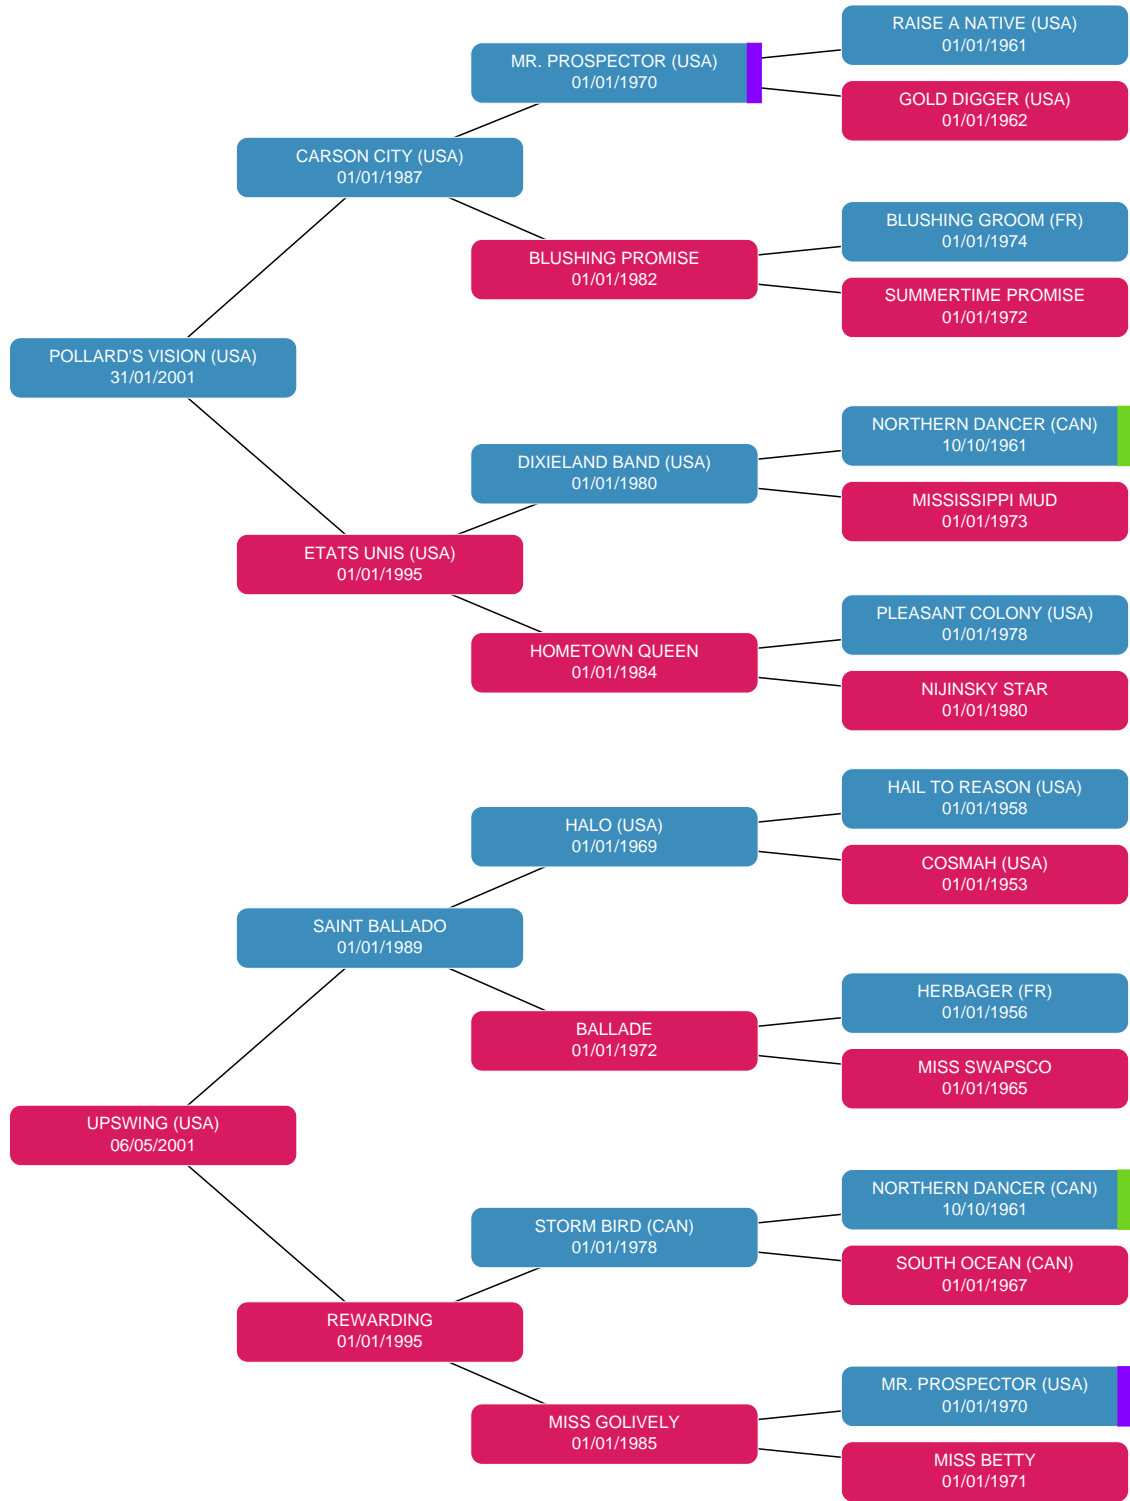 RAISE A NATIVE (USA)
01/01/1961
MR. PROSPECTOR (USA)
01/01/1970
GOLD DIGGER (USA)
01/01/1962
CARSON CITY (USA)
01/01/1987
BLUSHING GROOM (FR)
01/01/1974
BLUSHING PROMISE
01/01/1982
SUMMERTIME PROMISE
01/01/1972
POLLARD'S VISION (USA)
31/01/2001
NORTHERN DANCER (CAN)
10/10/1961
DIXIELAND BAND (USA)
01/01/1980
MISSISSIPPI MUD
01/01/1973
ETATS UNIS (USA)
01/01/1995
PLEASANT COLONY (USA)
01/01/1978
HOMETOWN QUEEN
01/01/1984
NIJINSKY STAR
01/01/1980
HAIL TO REASON (USA)
01/01/1958
HALO (USA)
01/01/1969
COSMAH (USA)
01/01/1953
SAINT BALLADO
01/01/1989
HERBAGER (FR)
01/01/1956
BALLADE
01/01/1972
MISS SWAPSCO
01/01/1965
UPSWING (USA)
06/05/2001
NORTHERN DANCER (CAN)
10/10/1961
STORM BIRD (CAN)
01/01/1978
SOUTH OCEAN (CAN)
01/01/1967
REWARDING
01/01/1995
MR. PROSPECTOR (USA)
01/01/1970
MISS GOLIVELY
01/01/1985
MISS BETTY
01/01/1971